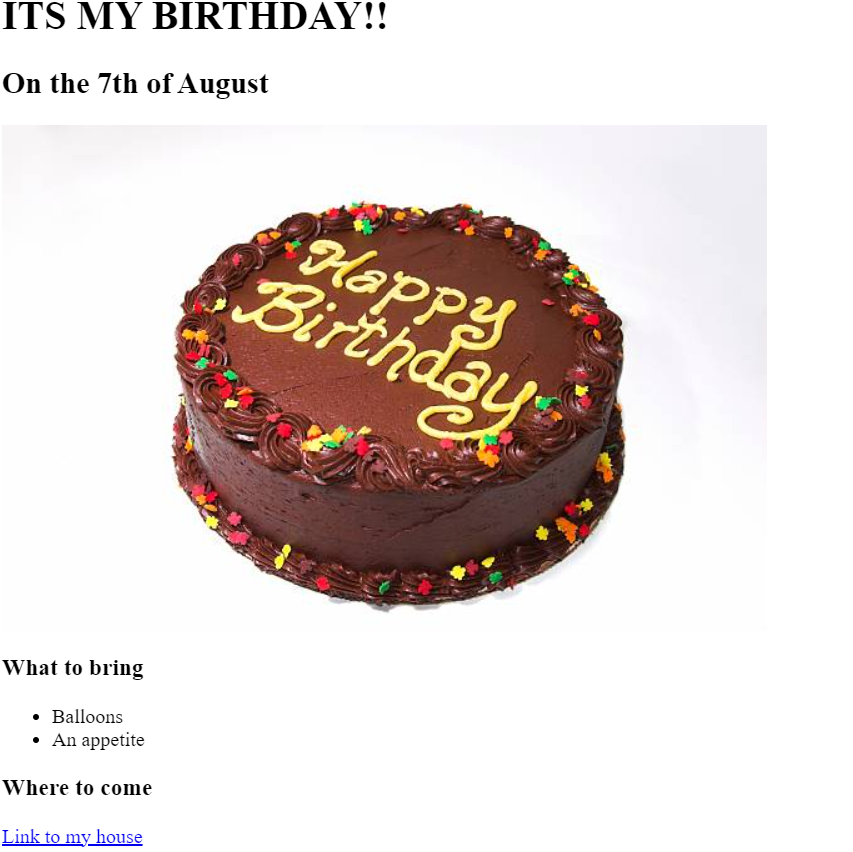 ITS MY BIRTHDAY!!
On the 7th of August
Happy
Birthday
What to bring
Balloons
An appetite
Where to come
Link to my house